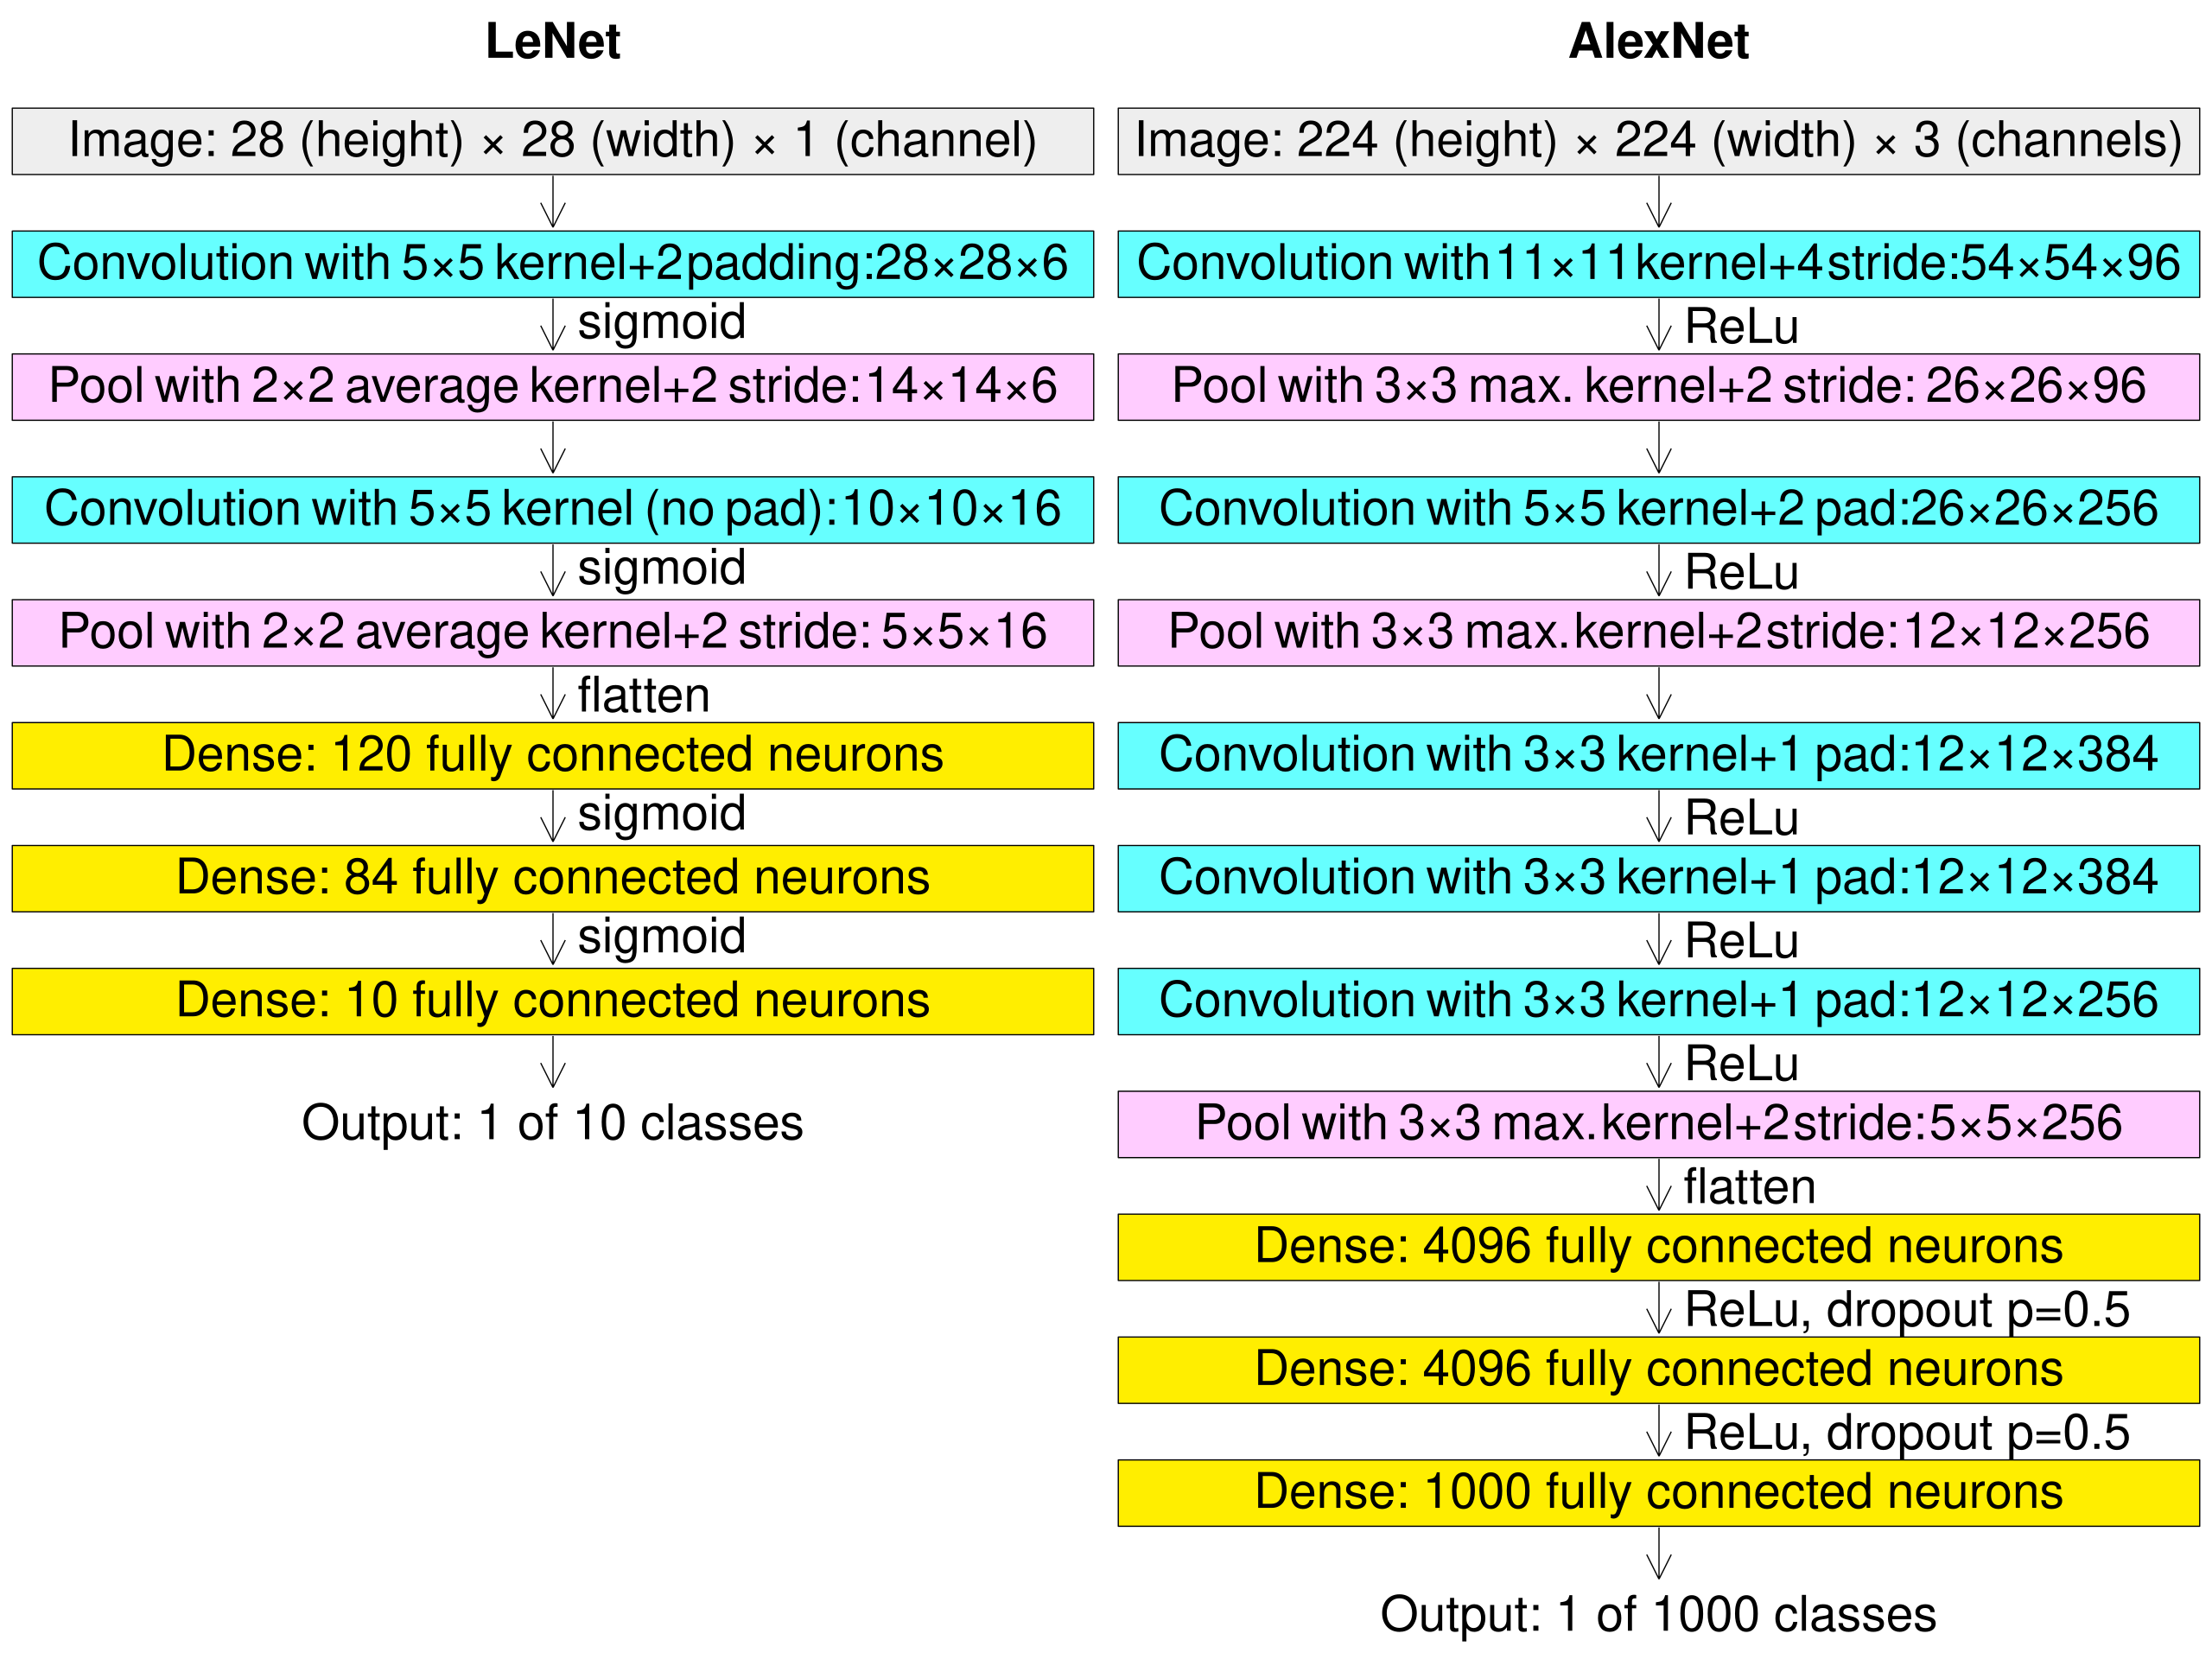 LeNet
Image: 28 (height) × 28 (width) × 1 (channel)
Convolution with 5×5 kernel+2padding:28×28×6
sigmoid
Pool with 2×2 average kernel+2 stride:14×14×6
Convolution with 5×5 kernel (no pad):10×10×16
sigmoid
Pool with 2×2 average kernel+2 stride: 5×5×16
flatten
Dense: 120 fully connected neurons
sigmoid
Dense: 84 fully connected neurons
sigmoid
Dense: 10 fully connected neurons
Output: 1 of 10 classes
AlexNet
Image: 224 (height) × 224 (width) × 3 (channels)
Convolution with 11×11 kernel+4stride:54×54×96
ReLu
Pool with 3×3 max. kernel+2 stride: 26×26×96
Convolution with 5×5 kernel+2 pad:26×26×256
ReLu
Pool with 3×3 max.kernel+2stride:12×12×256
Convolution with 3×3 kernel+1 pad:12×12×384
ReLu
Convolution with 3×3 kernel+1 pad:12×12×384
ReLu
Convolution with 3×3 kernel+1 pad:12×12×256
ReLu
Pool with 3×3 max.kernel+2stride:5×5×256
flatten
Dense: 4096 fully connected neurons
ReLu, dropout p=0.5
Dense: 4096 fully connected neurons
ReLu, dropout p=0.5
Dense: 1000 fully connected neurons
Output: 1 of 1000 classes